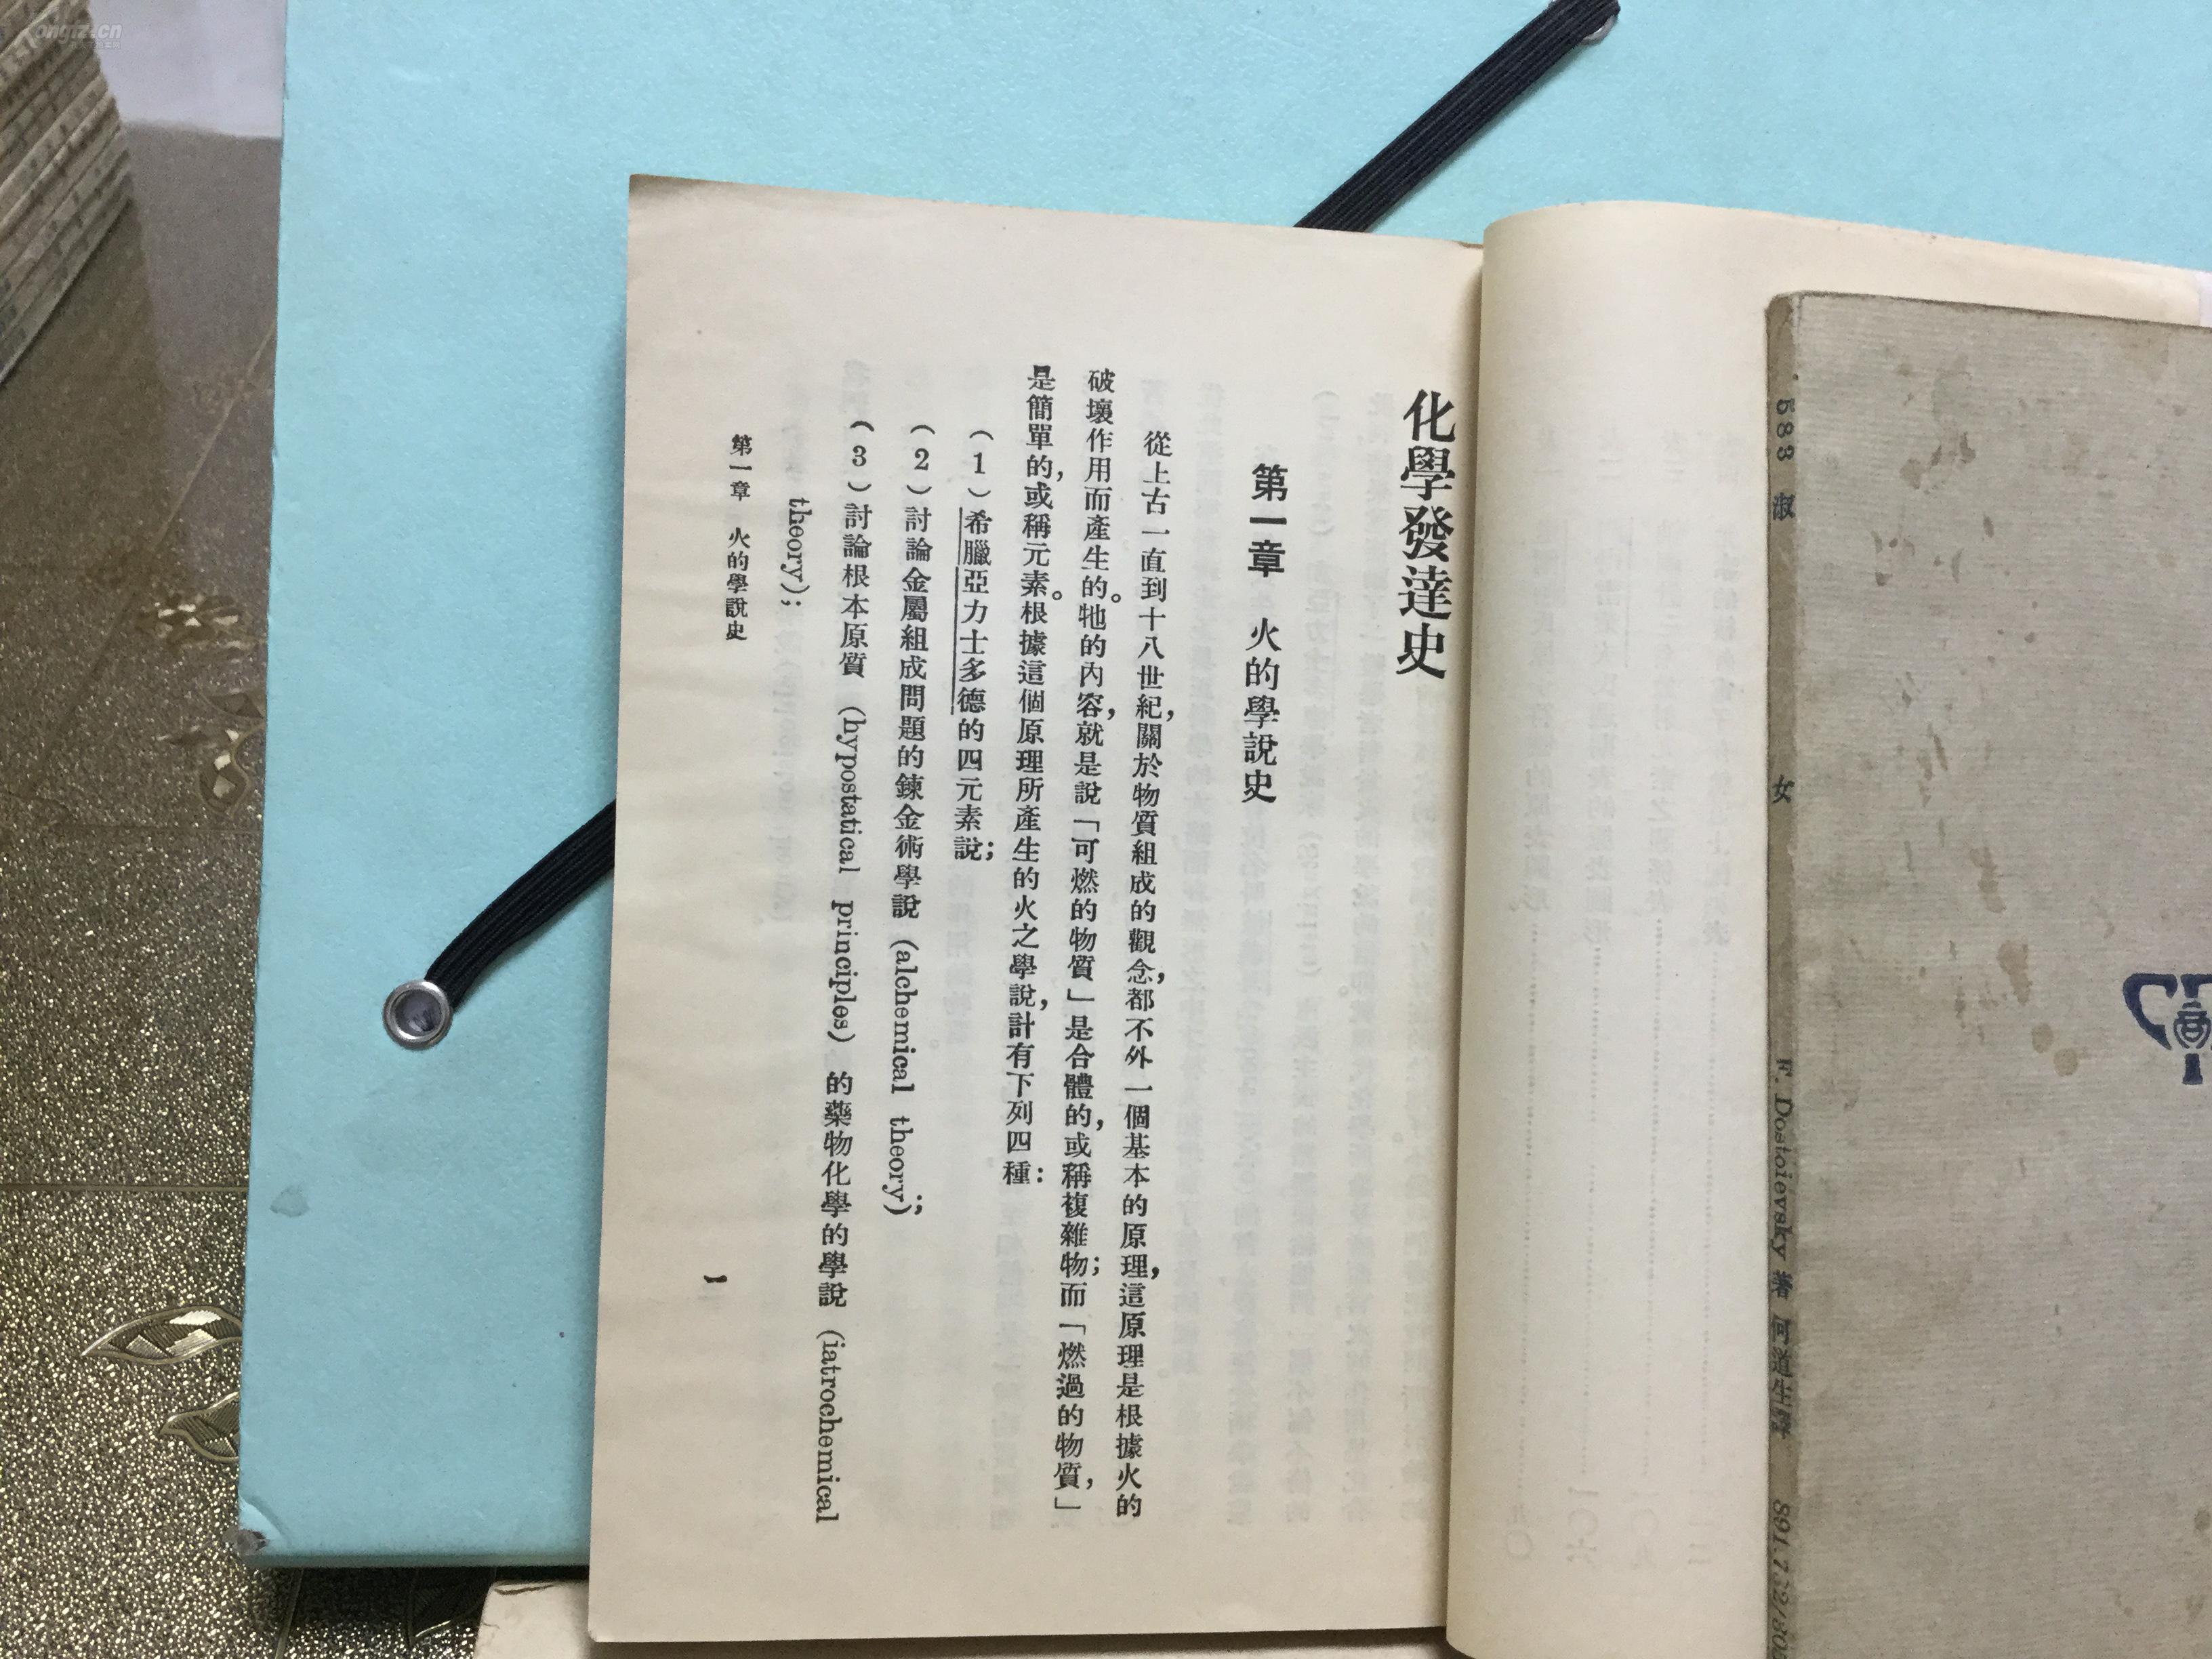 化學發達史
第一章　火的學說史
從上古一直到十八世紀，關於物質組成的觀念，都不外一個基本的原理，這原理是根據火的
破壞作用而產生的。牠的內容，就是說「可燃的物質」是合體的，或稱複雜物；而「燃過的物質，」
是簡單的，或稱元素。根據這個原理所產生的火之學說，計有下列四種：
（1）希臘亞力士多德的四元素說；
（2）討論金屬組成問題的鍊金術學說（alchemical theory）；
（3）討論根本原質（hypostatical principles）的藥物化學的學說（iatrochemical
theory）；
第一章　火的學說史
一
583 淑 女 F. Dostoievsky 著 何道生譯